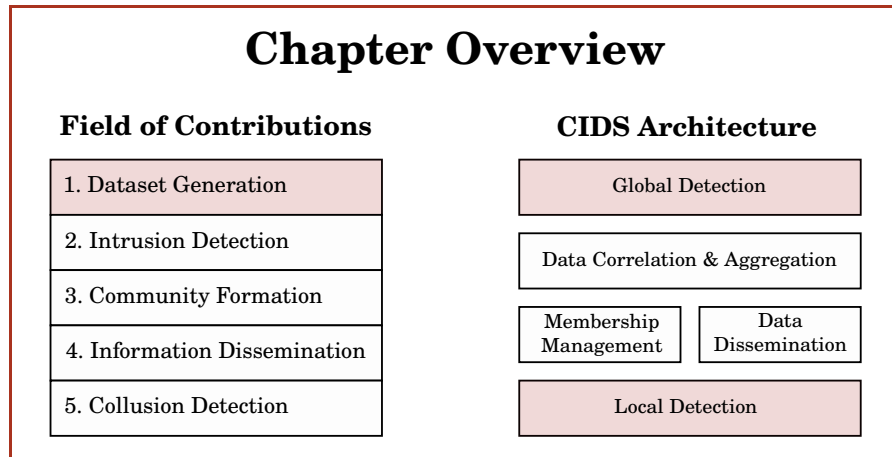 Chapter Overview
Field of Contributions
1. Dataset Generation
2. Intrusion Detection
3. Community Formation
4. Information Dissemination
5. Collusion Detection
CIDS Architecture
Global Detection
Data Correlation & Aggregation
Membership
Management
Data
Dissemination
Local Detection